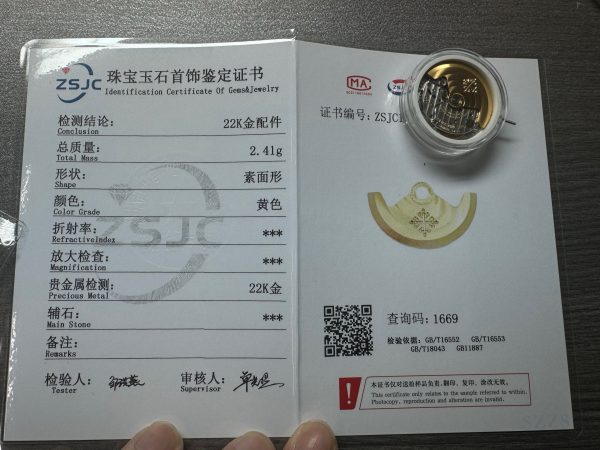 ZSJC
珠宝玉石首饰鉴定证书
Identification Certificate Of Gems&Jewelry
检测结论: 22K金配件
Conclusion
总质量: 2.41g
Total Mass
形状: 素面形
Shape
颜色: 黄色
Color Grade
折射率: ***
RefractiveIndex
放大检查: ***
Magnification
贵金属检测: 22K金
Precious Metal
辅石: ***
Main Stone
备注:
Remarks
检验人:
Tester
审核人:
Supervisor
ZSJC
MA
证书编号: ZSJC
查询码: 1669
检验依据: GB/T16552 GB/T16553
GB/T18043 GB11887
本证书仅对送检样品负责,翻印、复印、涂改无效。
This certificate only relates to the sample referred to within.
Photocopy, reproduction and alteration are invalid.